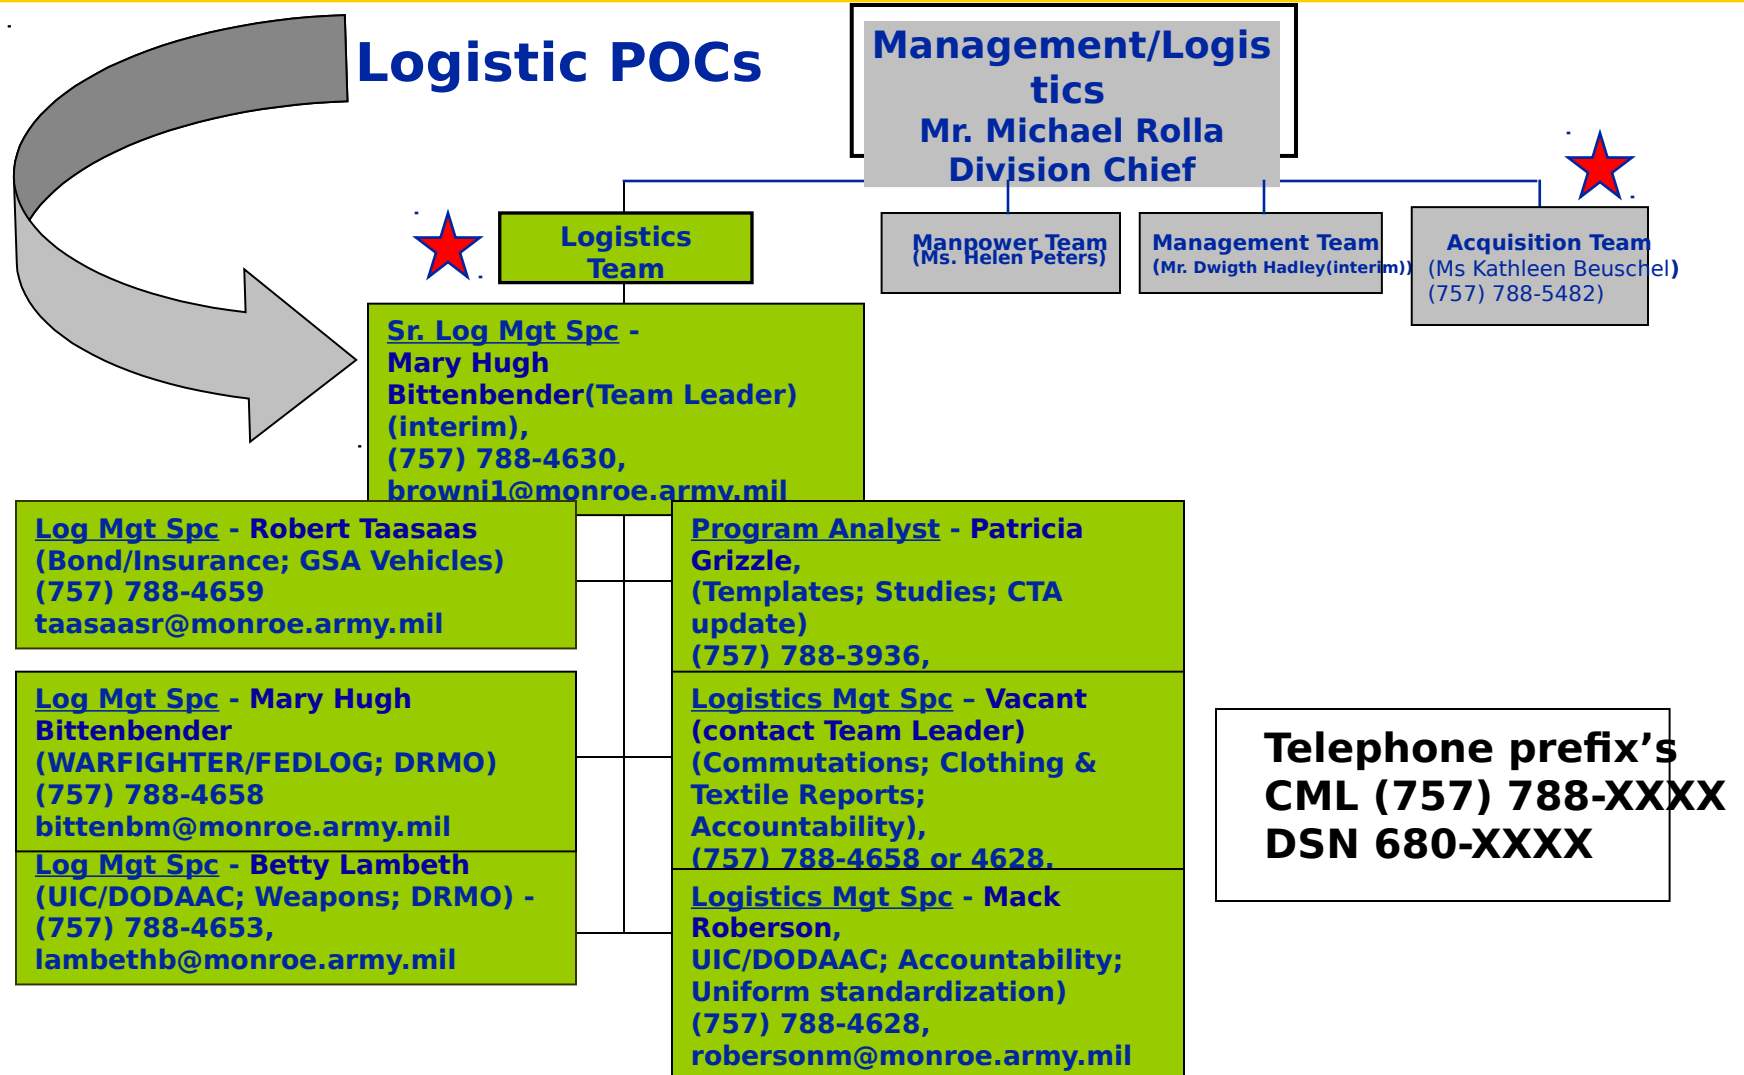 Logistic POCs
Management/Logis
tics
Mr. Michael Rolla
Division Chief
Logistics
Team
Manpower Team
(Ms. Helen Peters)
Management Team
(Mr. Dwigth Hadley(interim))
Acquisition Team
(Ms Kathleen Beuschel)
(757) 788-5482)
Sr. Log Mgt Spc -
Mary Hugh
Bittenbender(Team Leader)
(interim),
(757) 788-4630,
browni1@monroe.army.mil
Log Mgt Spc - Robert Taasaas
(Bond/Insurance; GSA Vehicles)
(757) 788-4659
taasaasr@monroe.army.mil
Program Analyst - Patricia
Grizzle,
(Templates; Studies; CTA
update)
(757) 788-3936,
Log Mgt Spc - Mary Hugh
Bittenbender
(WARFIGHTER/FEDLOG; DRMO)
(757) 788-4658
bittenbm@monroe.army.mil
Logistics Mgt Spc – Vacant
(contact Team Leader)
(Commutations; Clothing &
Textile Reports;
Accountability),
(757) 788-4658 or 4628,
Log Mgt Spc - Betty Lambeth
(UIC/DODAAC; Weapons; DRMO) -
(757) 788-4653,
lambethb@monroe.army.mil
Logistics Mgt Spc - Mack
Roberson,
UIC/DODAAC; Accountability;
Uniform standardization)
(757) 788-4628,
robersonm@monroe.army.mil
Telephone prefix’s
CML (757) 788-XXXX
DSN 680-XXXX